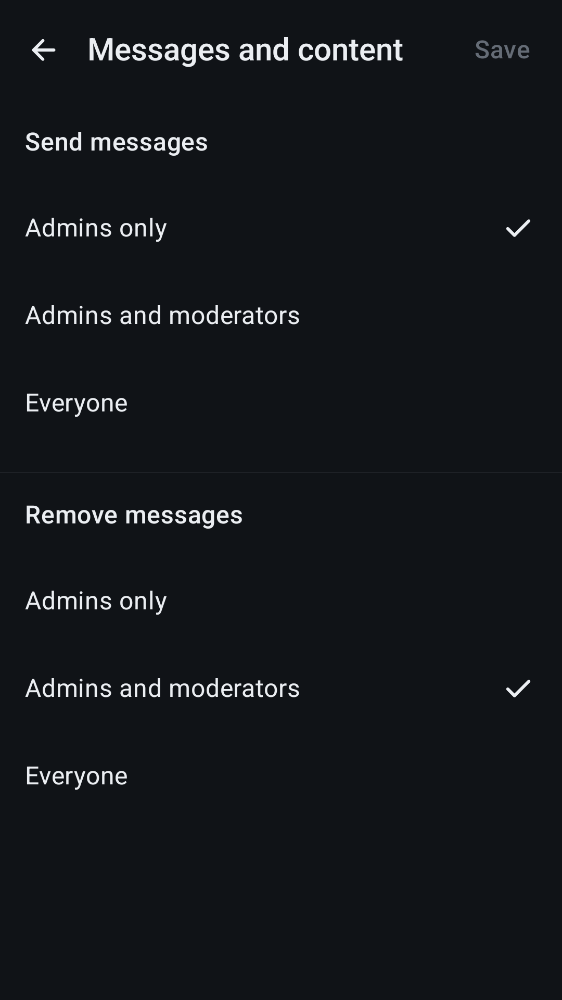 Messages and content Save
Send messages
Admins only
Admins and moderators
Everyone
Remove messages
Admins only
Admins and moderators
Everyone